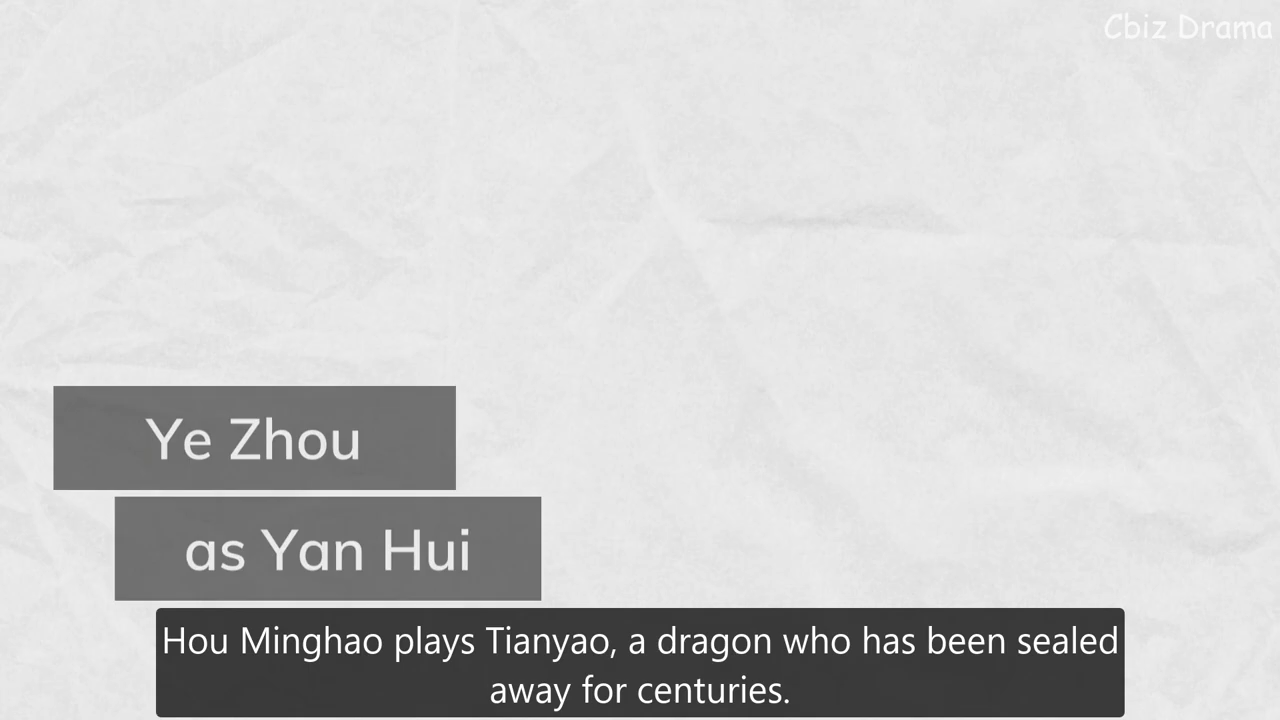 Cbiz Drama
Ye Zhou
as Yan Hui
Hou Minghao plays Tianyao, a dragon who has been sealed
away for centuries.